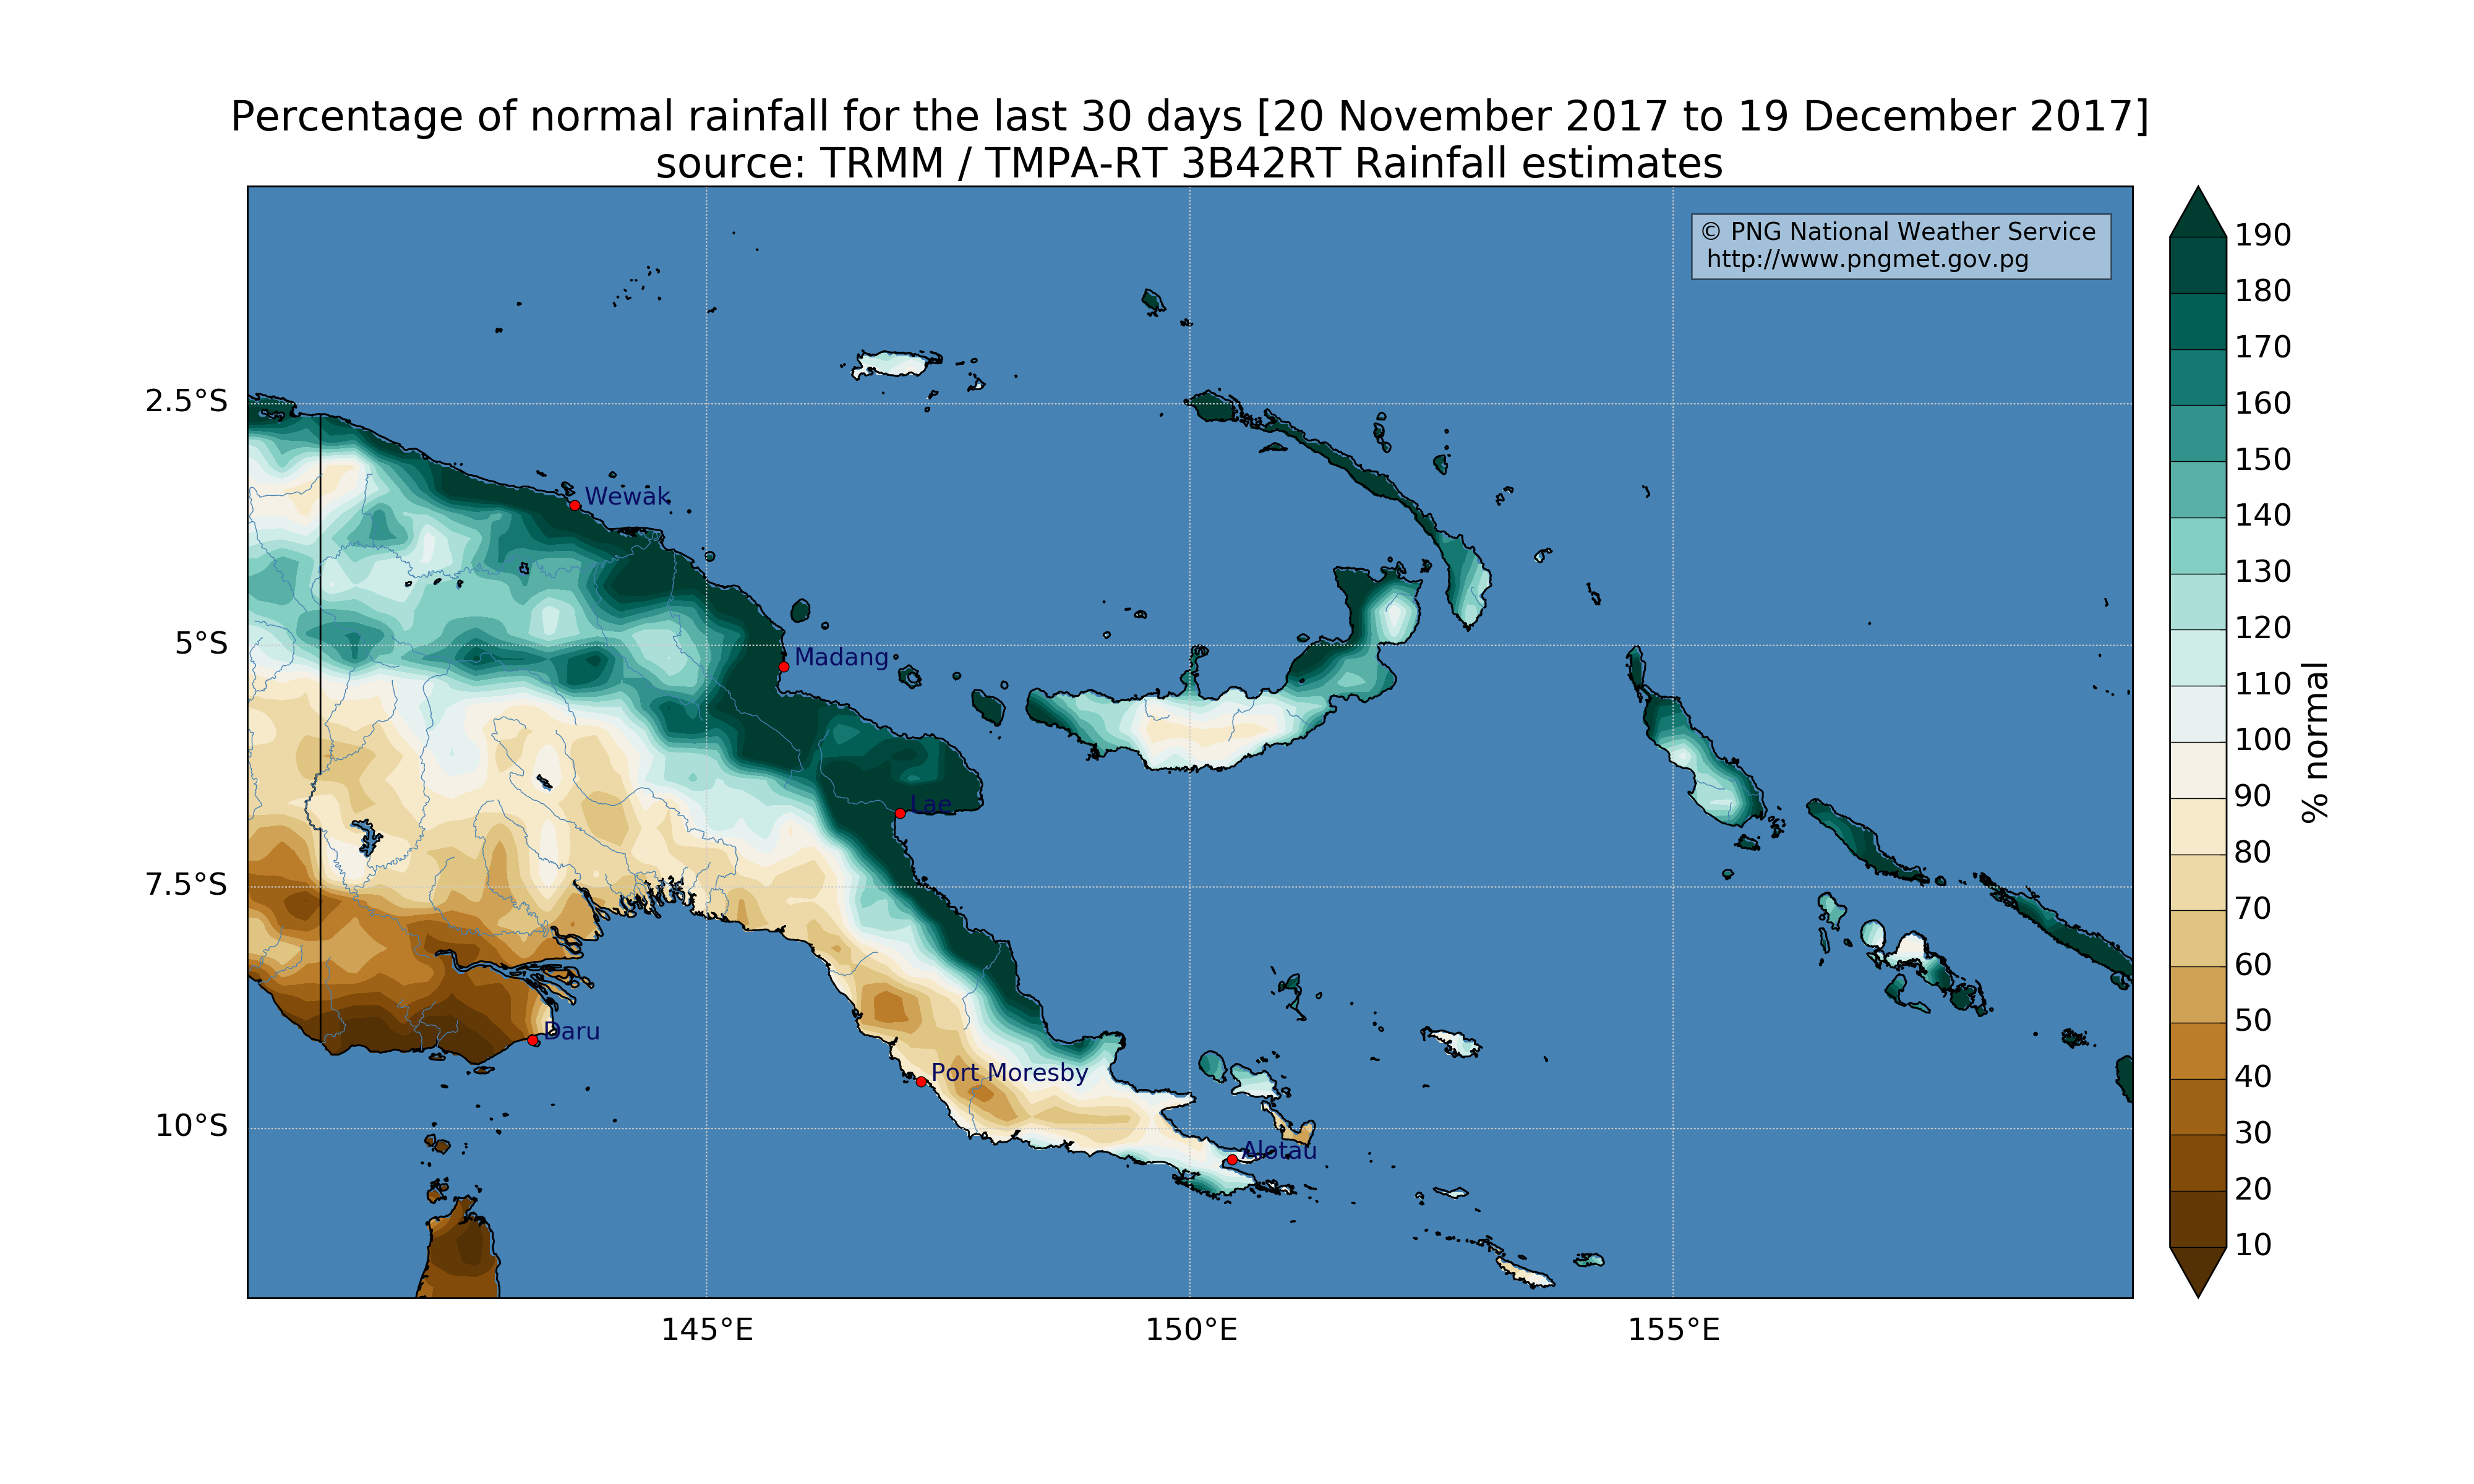 Percentage of normal rainfall for the last 30 days [20 November 2017 to 19 December 2017]
source: TRMM / TMPA-RT 3B42RT Rainfall estimates
© PNG National Weather Service
http://www.pngmet.gov.pg
2.5°S
5°S
7.5°S
10°S
Wewak
Madang
Lae
Daru
Port Moresby
Alotau
145°E
150°E
155°E
190
180
170
160
150
140
130
120
110
100
90
80
70
60
50
40
30
20
10
% normal